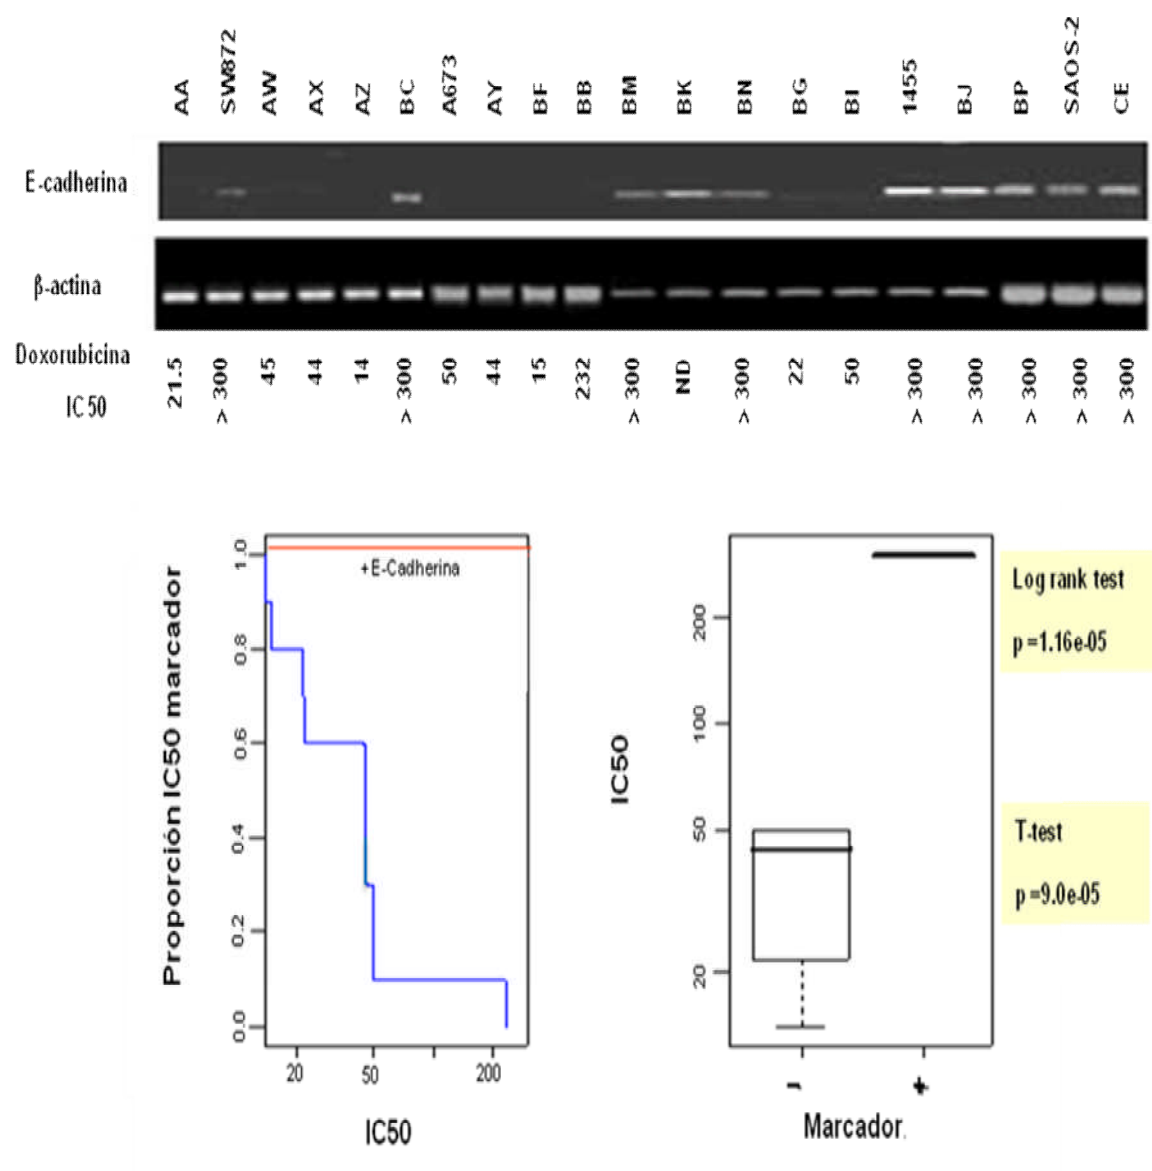 AA SW872 AW AX AZ BC A673 AY BF BB BM BK BN BG BI 1455 BJ BP SAOS-2 CE
E-cadherina
β-actina
Doxorubicina
IC50
21.5 > 300 45 44 14 > 300 50 44 15 232 > 300 ND > 300 22 50 > 300 > 300 > 300 > 300 > 300
Proporción IC50 marcador
1.0
0.8
0.6
0.4
0.2
0.0
+E-Cadherina
20 50 200
IC50
IC50
200
100
50
20
- +
Marcador.
Log rank test
p=1.16e-05
T-test
p=9.0e-05